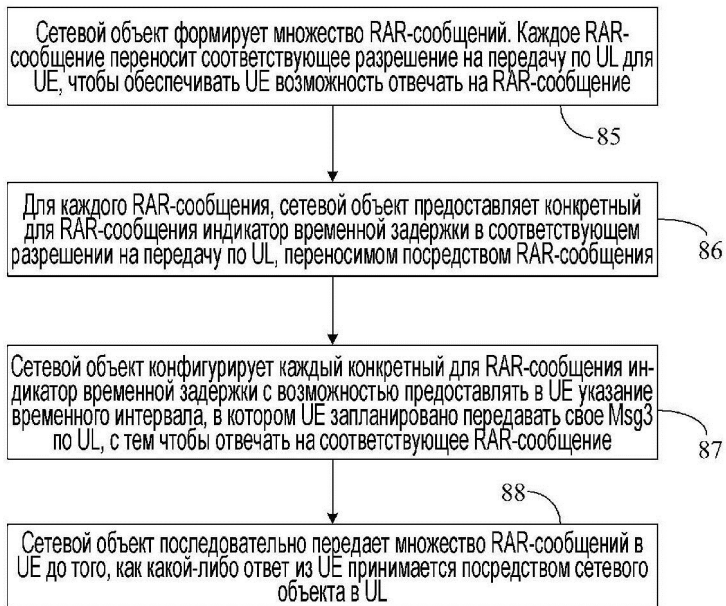 Сетевой объект формирует множество RAR-сообщений. Каждое RAR-
сообщение переносит соответствующее разрешение на передачу по UL для
UE, чтобы обеспечивать UE возможность отвечать на RAR-сообщение
85
Для каждого RAR-сообщения, сетевой объект предоставляет конкретный
для RAR-сообщения индикатор временной задержки в соответствующем
разрешении на передачу по UL, переносимом посредством RAR-сообщения
86
Сетевой объект конфигурирует каждый конкретный для RAR-сообщения ин-
дикатор временной задержки с возможностью предоставлять в UE указание
временного интервала, в котором UE запланировано передавать свое Msg3
по UL, с тем чтобы отвечать на соответствующее RAR-сообщение
87
88
Сетевой объект последовательно передает множество RAR-сообщений в
UE до того, как какой-либо ответ из UE принимается посредством сетевого
объекта в UL